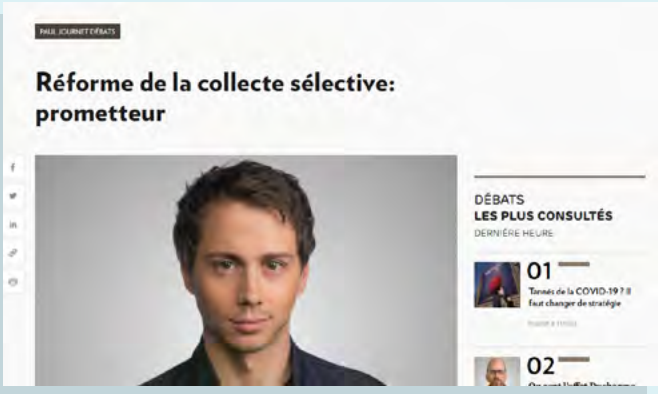 PAUL JOURNET DÉBATS
Réforme de la collecte sélective:
prometteur
DÉBATS
LES PLUS CONSULTÉS
DERNIÈRE HEURE
01
Tannés de la COVID-19 ? Il
faut changer de stratégie
02